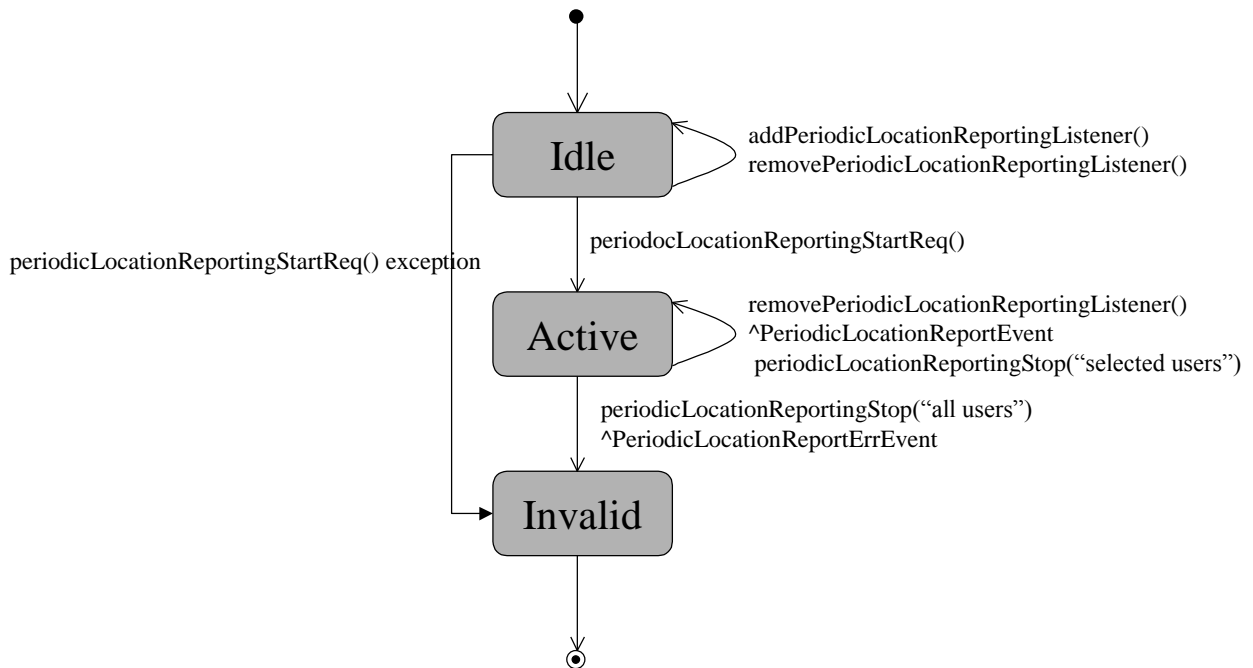 Idle
addPeriodicLocationReportingListener()
removePeriodicLocationReportingListener()
periodocLocationReportingStartReq()
periodicLocationReportingStartReq() exception
Active
removePeriodicLocationReportingListener()
^PeriodicLocationReportEvent
periodicLocationReportingStop(“selected users”)
periodicLocationReportingStop(“all users”)
^PeriodicLocationReportErrEvent
Invalid